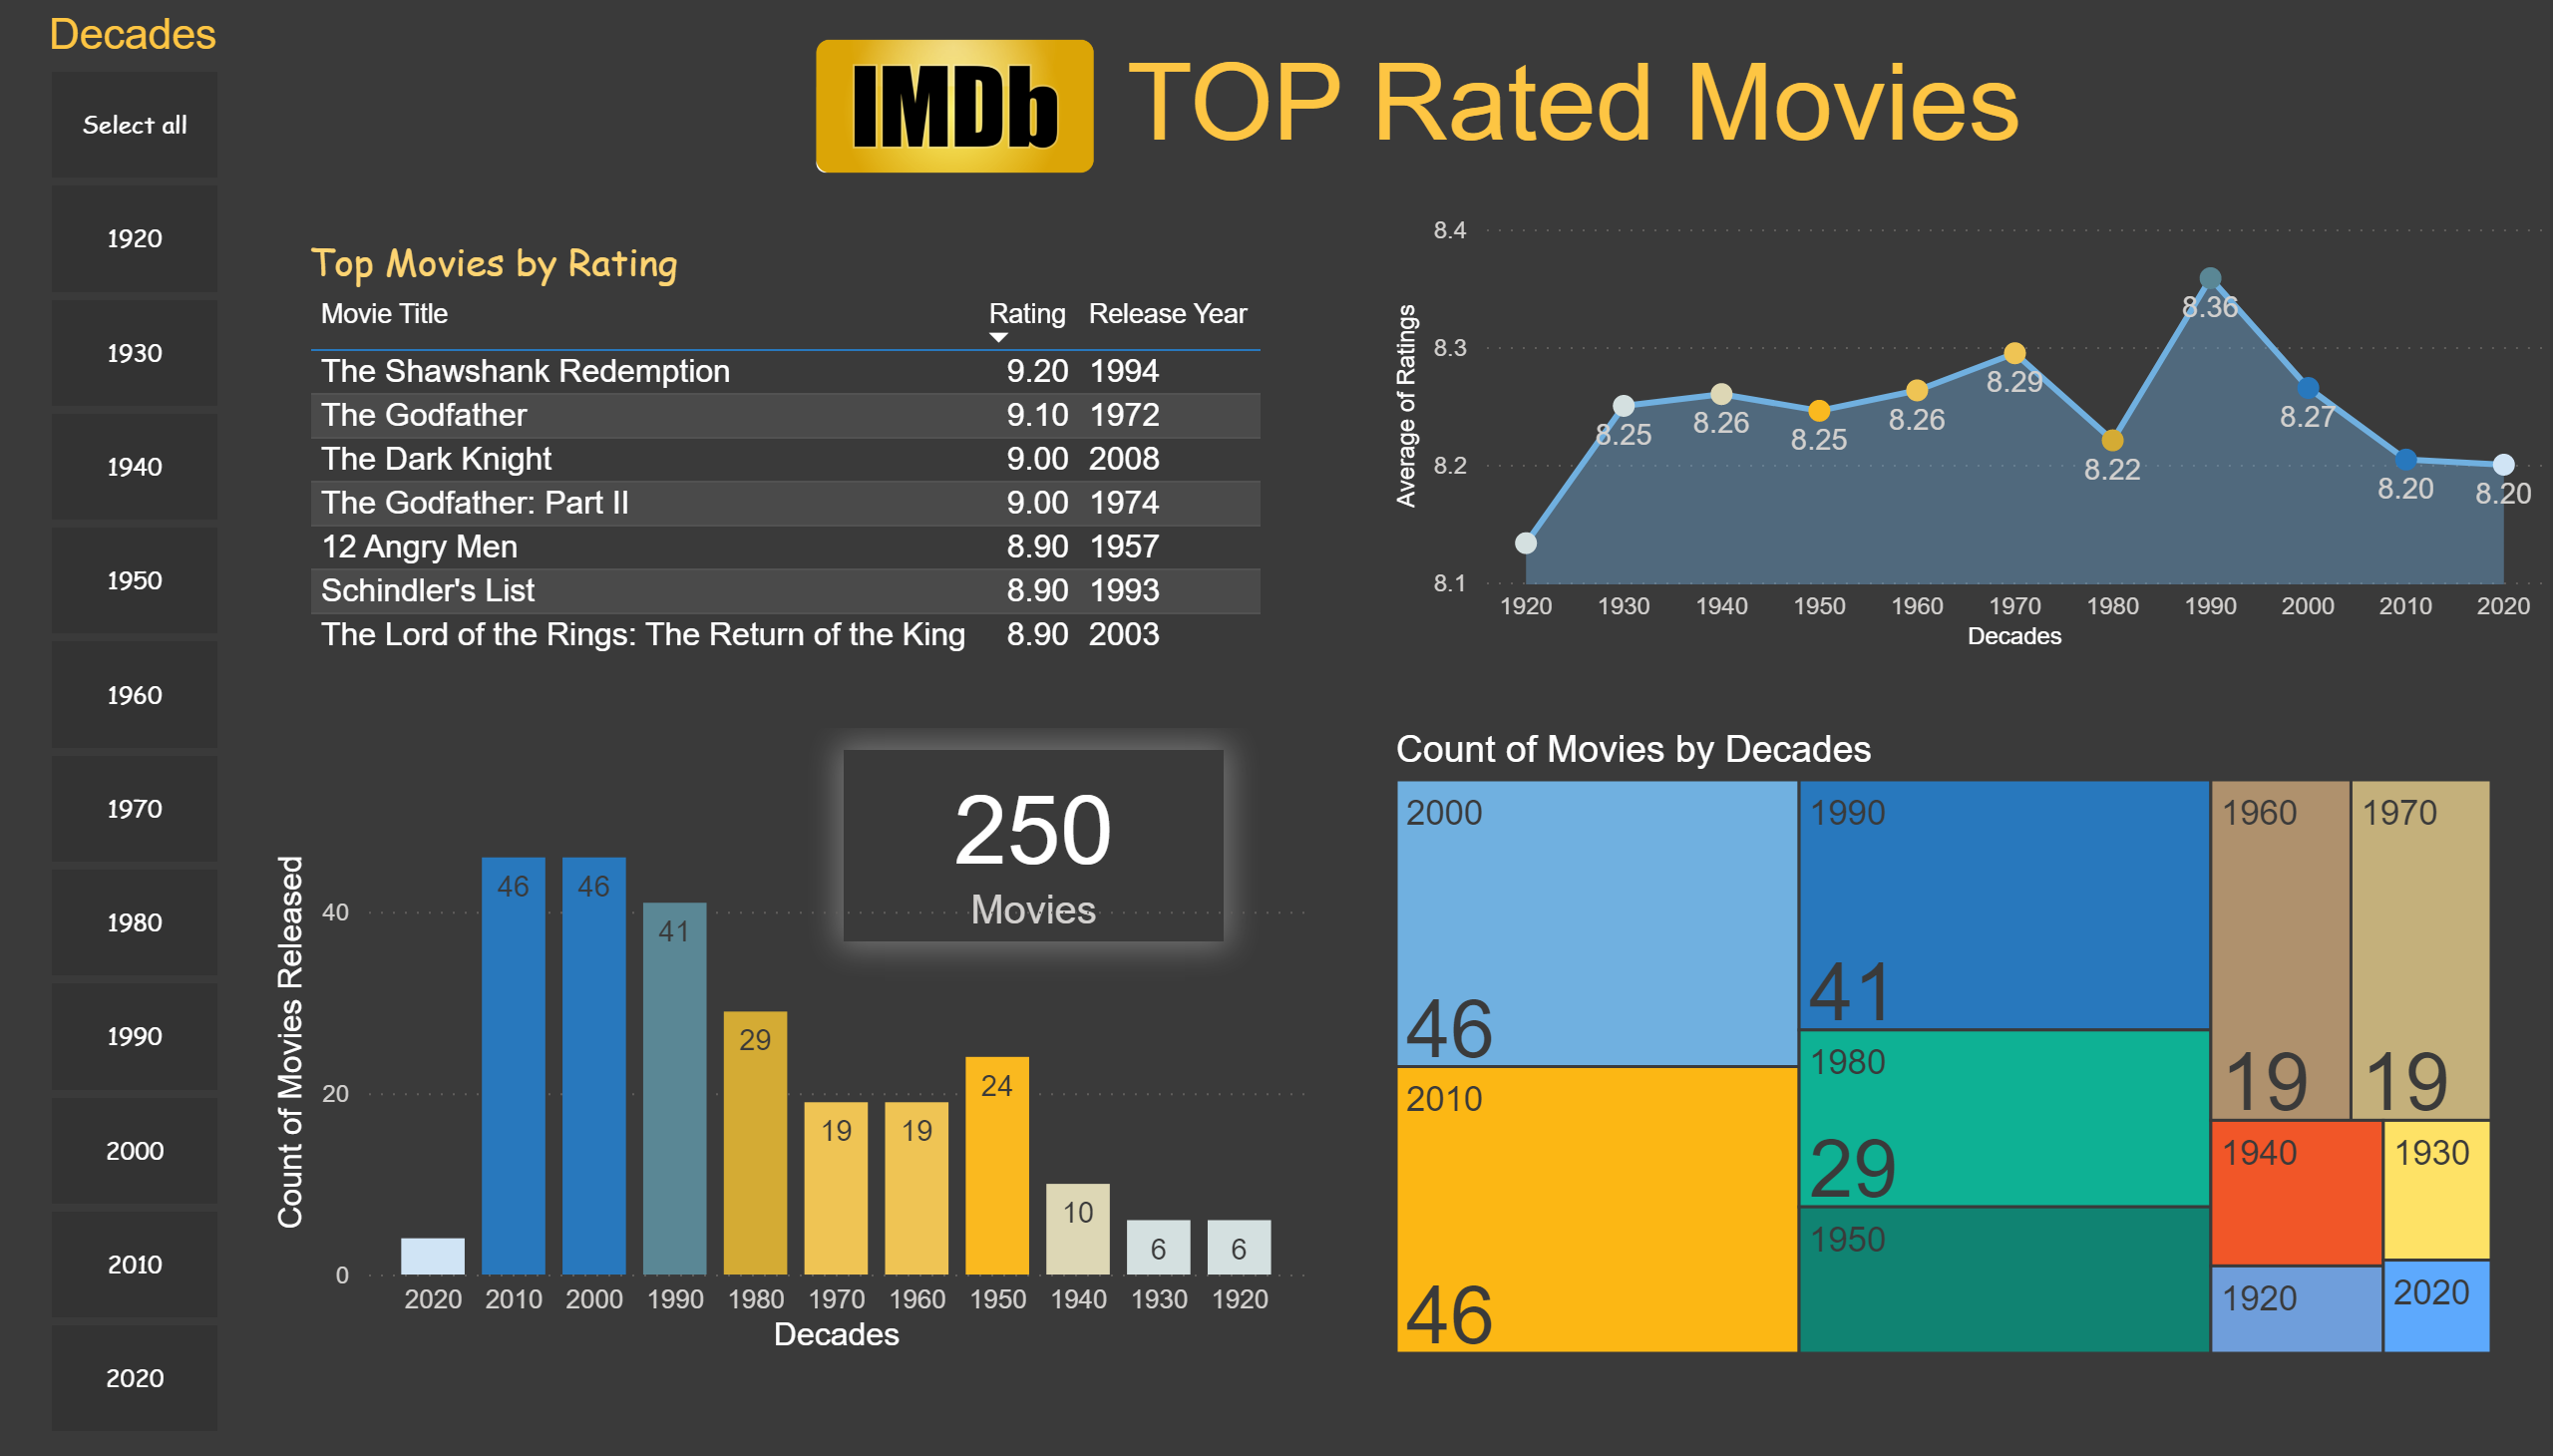 Decades
Select all
1920
1930
1940
1950
1960
1970
1980
1990
2000
2010
2020
IMDb TOP Rated Movies
Top Movies by Rating
Movie Title Rating Release Year
The Shawshank Redemption 9.20 1994
The Godfather 9.10 1972
The Dark Knight 9.00 2008
The Godfather: Part II 9.00 1974
12 Angry Men 8.90 1957
Schindler's List 8.90 1993
The Lord of the Rings: The Return of the King 8.90 2003
Average of Ratings
8.4
8.3
8.2
8.1
8.25 8.26 8.25 8.26 8.29 8.22 8.36 8.27 8.20 8.20
1920 1930 1940 1950 1960 1970 1980 1990 2000 2010 2020
Decades
250
Movies
Count of Movies Released
40
20
0
46 46 41 29 19 19 24 10 6 6
2020 2010 2000 1990 1980 1970 1960 1950 1940 1930 1920
Decades
Count of Movies by Decades
2000
46
2010
46
1990
41
1980
29
1950
1960
19
1970
19
1940
1930
1920
2020